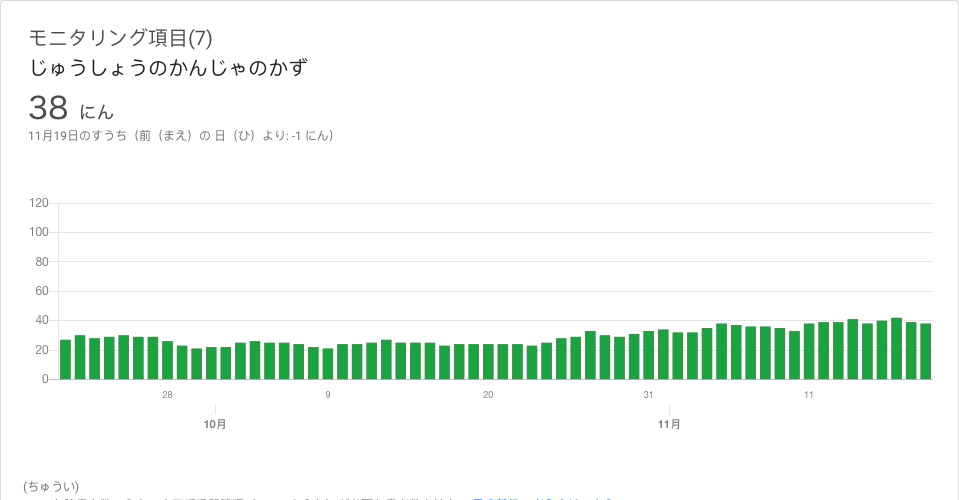 モニタリング項目(7)
じゅうしょうのかんじゃのかず
38 にん
11月19日のすうち（前（まえ）の 日（ひ）より: -1 にん）
120
100
80
60
40
20
0
28 9 20 31 11
10月 11月
(ちゅうい)